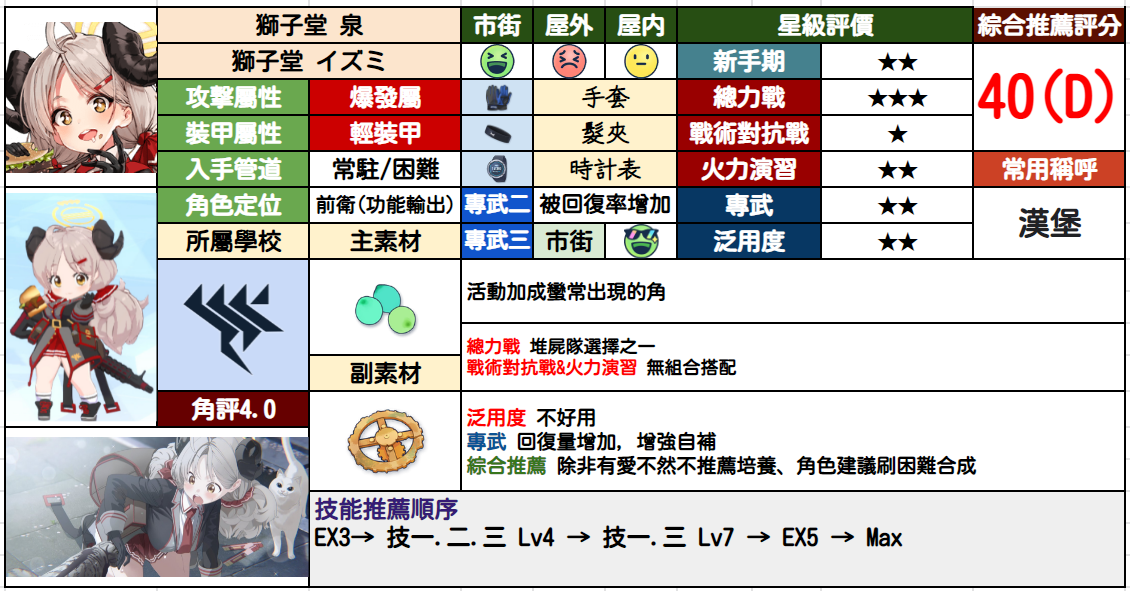 獅子堂 泉
市街 屋外 屋內
星級評價
綜合推薦評分
獅子堂 イズミ
新手期 ★★
40(D)
攻擊屬性 爆發屬
手套
總力戰 ★★★
裝甲屬性 輕裝甲
髮夾
戰術對抗戰 ★
入手管道 常駐/困難
時計表
火力演習 ★★
常用稱呼
角色定位 前衛(功能輸出)
專武二 被回復率增加
專武 ★★
漢堡
所屬學校 主素材
專武三 市街
泛用度 ★★
活動加成蠻常出現的角
總力戰 堆屍隊選擇之一
戰術對抗戰&火力演習 無組合搭配
副素材
角評4.0
泛用度 不好用
專武 回復量增加, 增強自補
綜合推薦 除非有愛不然不推薦培養、角色建議刷困難合成
技能推薦順序
EX3→ 技一.二.三 Lv4 → 技一.三 Lv7 → EX5 → Max